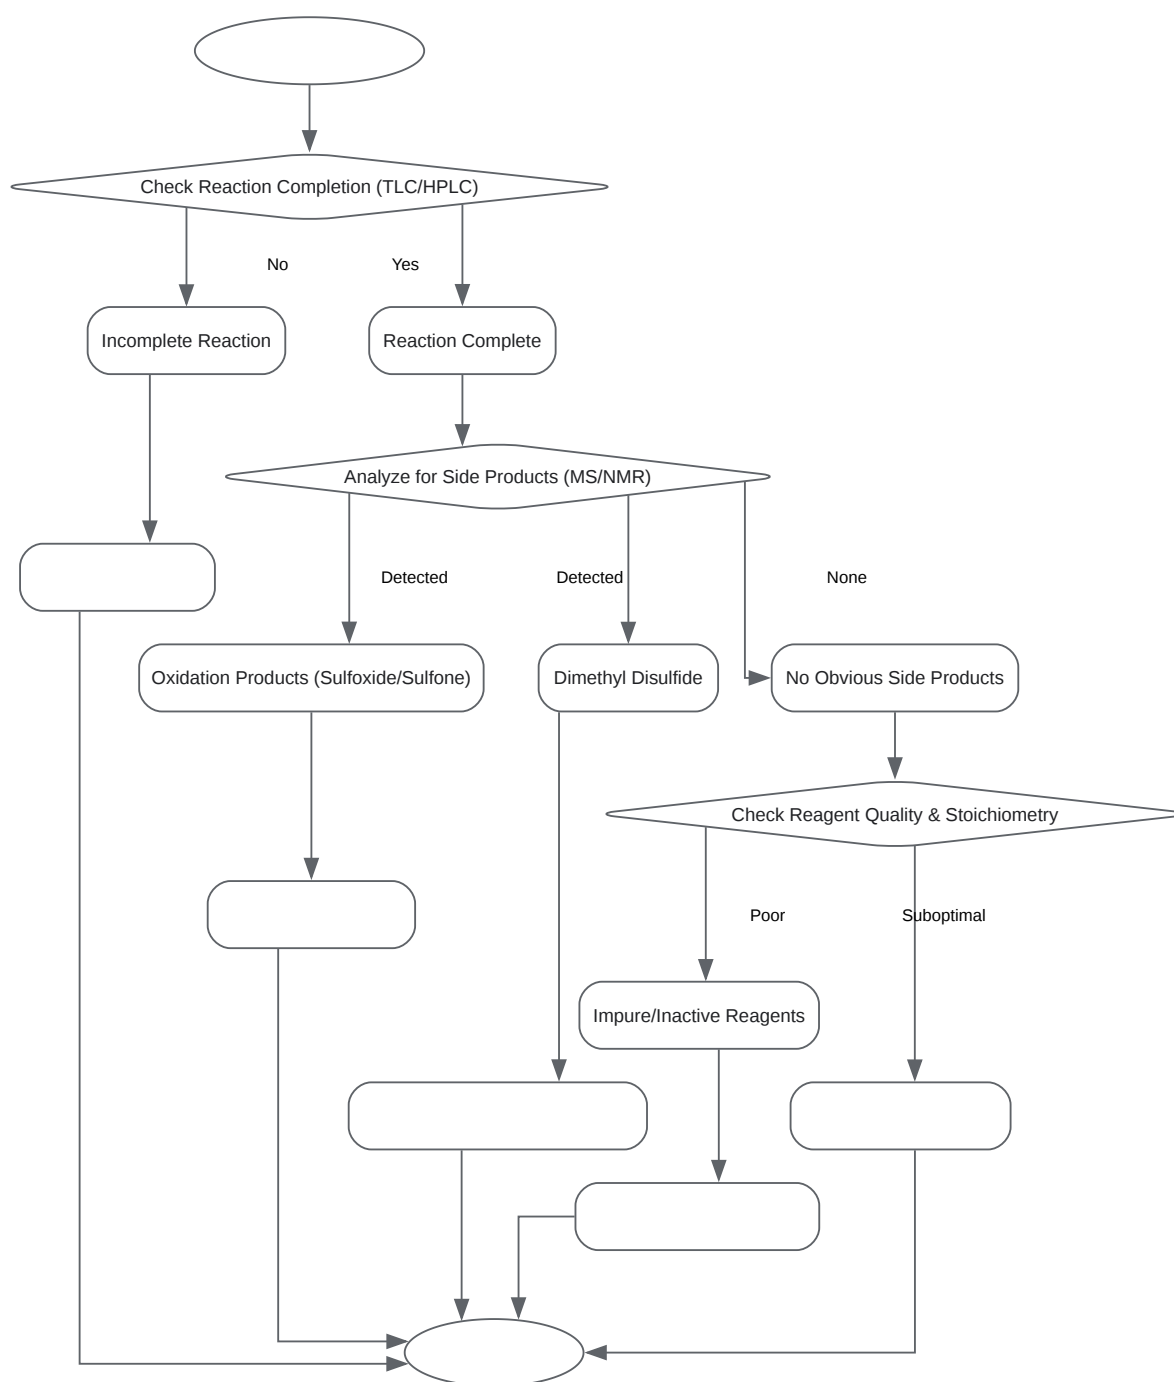 Check Reaction Completion (TLC/HPLC)
No
Yes
Incomplete Reaction
Reaction Complete
Analyze for Side Products (MS/NMR)
Detected
Detected
None
Oxidation Products (Sulfoxide/Sulfone)
Dimethyl Disulfide
No Obvious Side Products
Check Reagent Quality & Stoichiometry
Poor
Suboptimal
Impure/Inactive Reagents